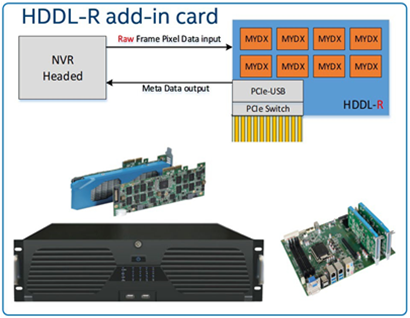 HDDL-R add-in card
Raw Frame Pixel Data input
NVR
Headed
Meta Data output
MYDX MYDX MYDX MYDX
MYDX MYDX MYDX MYDX
PCIe-USB
PCIe Switch
HDDL-R